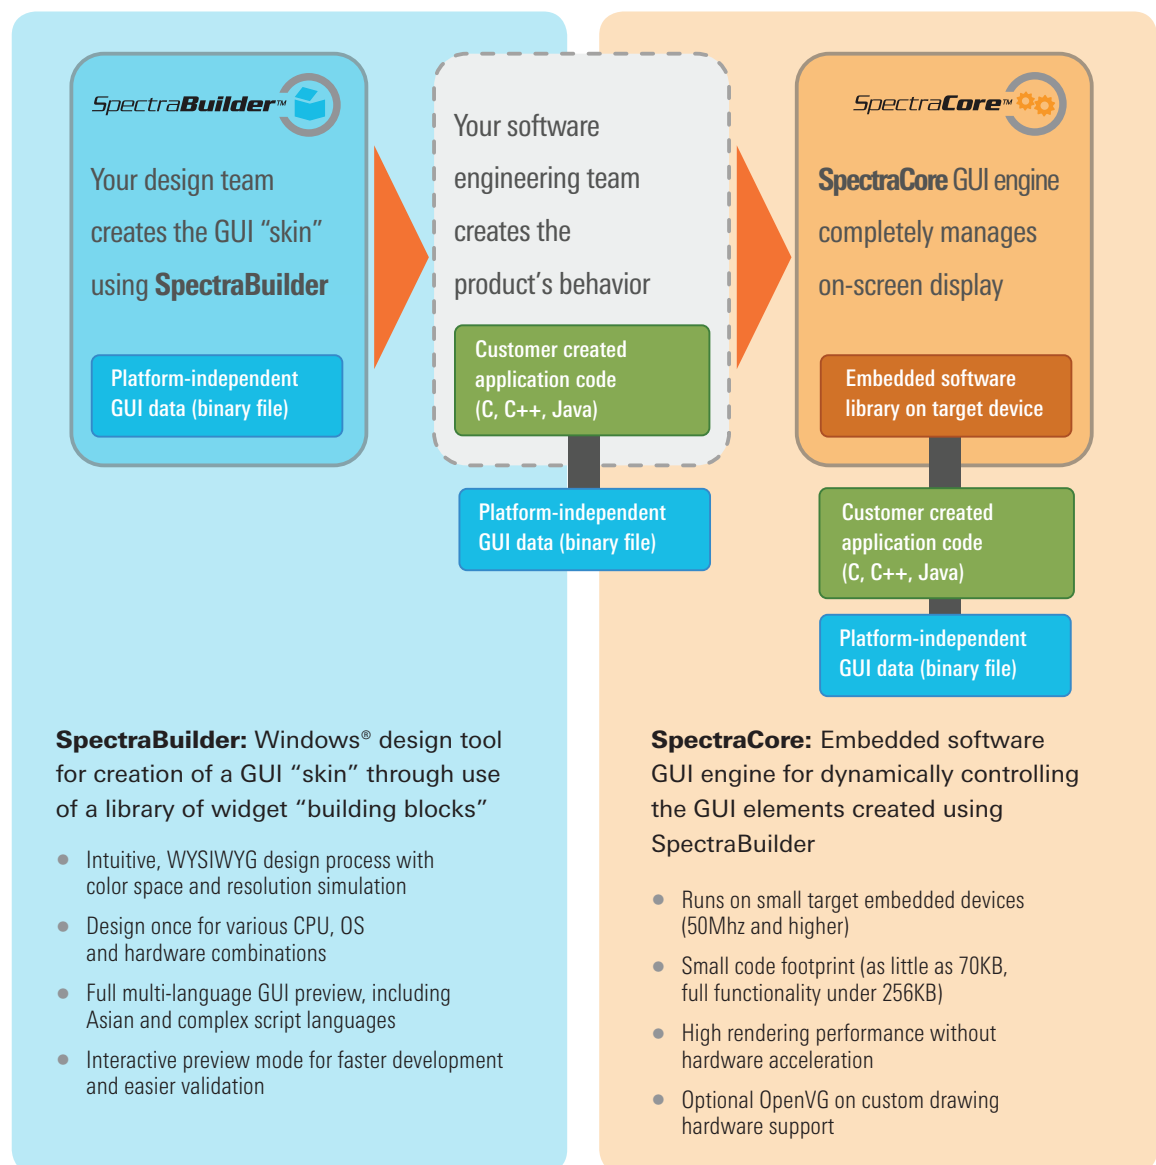 SpectraBuilder™
Your design team
creates the GUI “skin”
using SpectraBuilder
Platform-independent
GUI data (binary file)
Your software
engineering team
creates the
product’s behavior
Customer created
application code
(C, C++, Java)
Platform-independent
GUI data (binary file)
SpectraCore™
SpectraCore GUI engine
completely manages
on-screen display
Embedded software
library on target device
Customer created
application code
(C, C++, Java)
Platform-independent
GUI data (binary file)
SpectraBuilder: Windows® design tool
for creation of a GUI “skin” through use
of a library of widget “building blocks”
• Intuitive, WYSIWYG design process with
color space and resolution simulation
• Design once for various CPU, OS
and hardware combinations
• Full multi-language GUI preview, including
Asian and complex script languages
• Interactive preview mode for faster development
and easier validation
SpectraCore: Embedded software
GUI engine for dynamically controlling
the GUI elements created using
SpectraBuilder
• Runs on small target embedded devices
(50Mhz and higher)
• Small code footprint (as little as 70KB,
full functionality under 256KB)
• High rendering performance without
hardware acceleration
• Optional OpenVG on custom drawing
hardware support